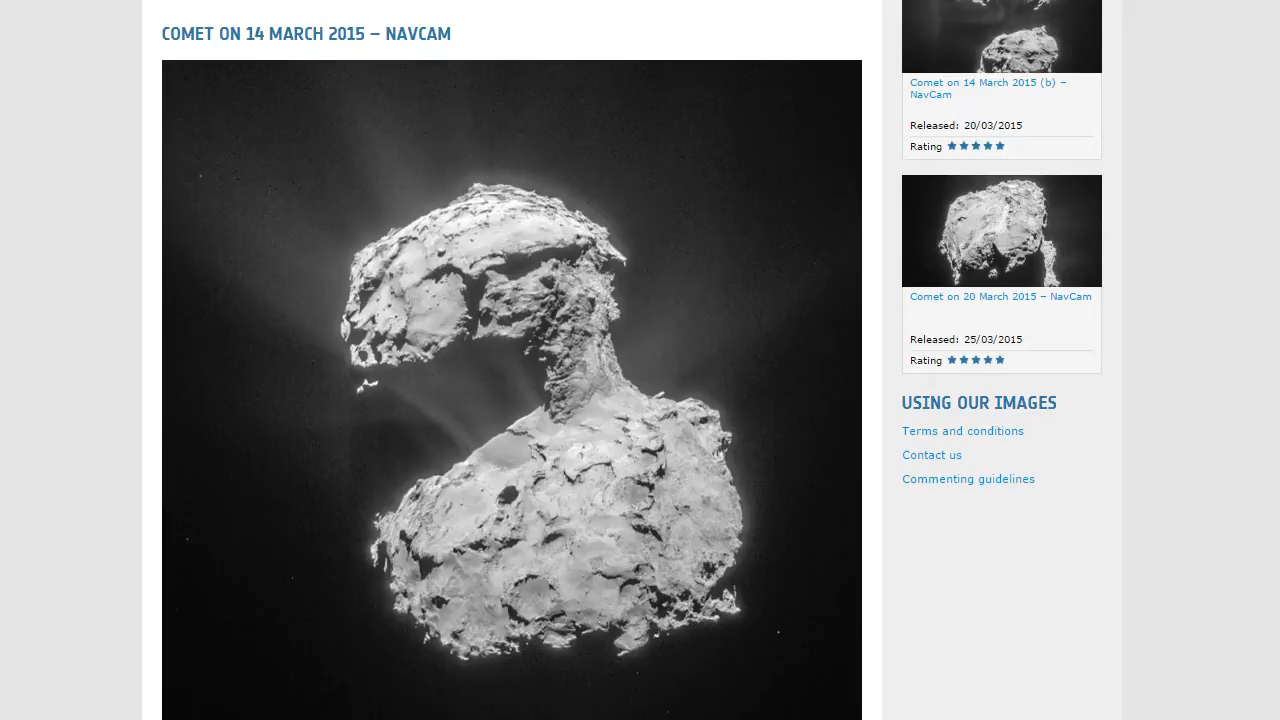 COMET ON 14 MARCH 2015 – NAVCAM
Comet on 14 March 2015 (b) –
NavCam
Released: 20/03/2015
Rating
Comet on 20 March 2015 – NavCam
Released: 25/03/2015
Rating
USING OUR IMAGES
Terms and conditions
Contact us
Commenting guidelines